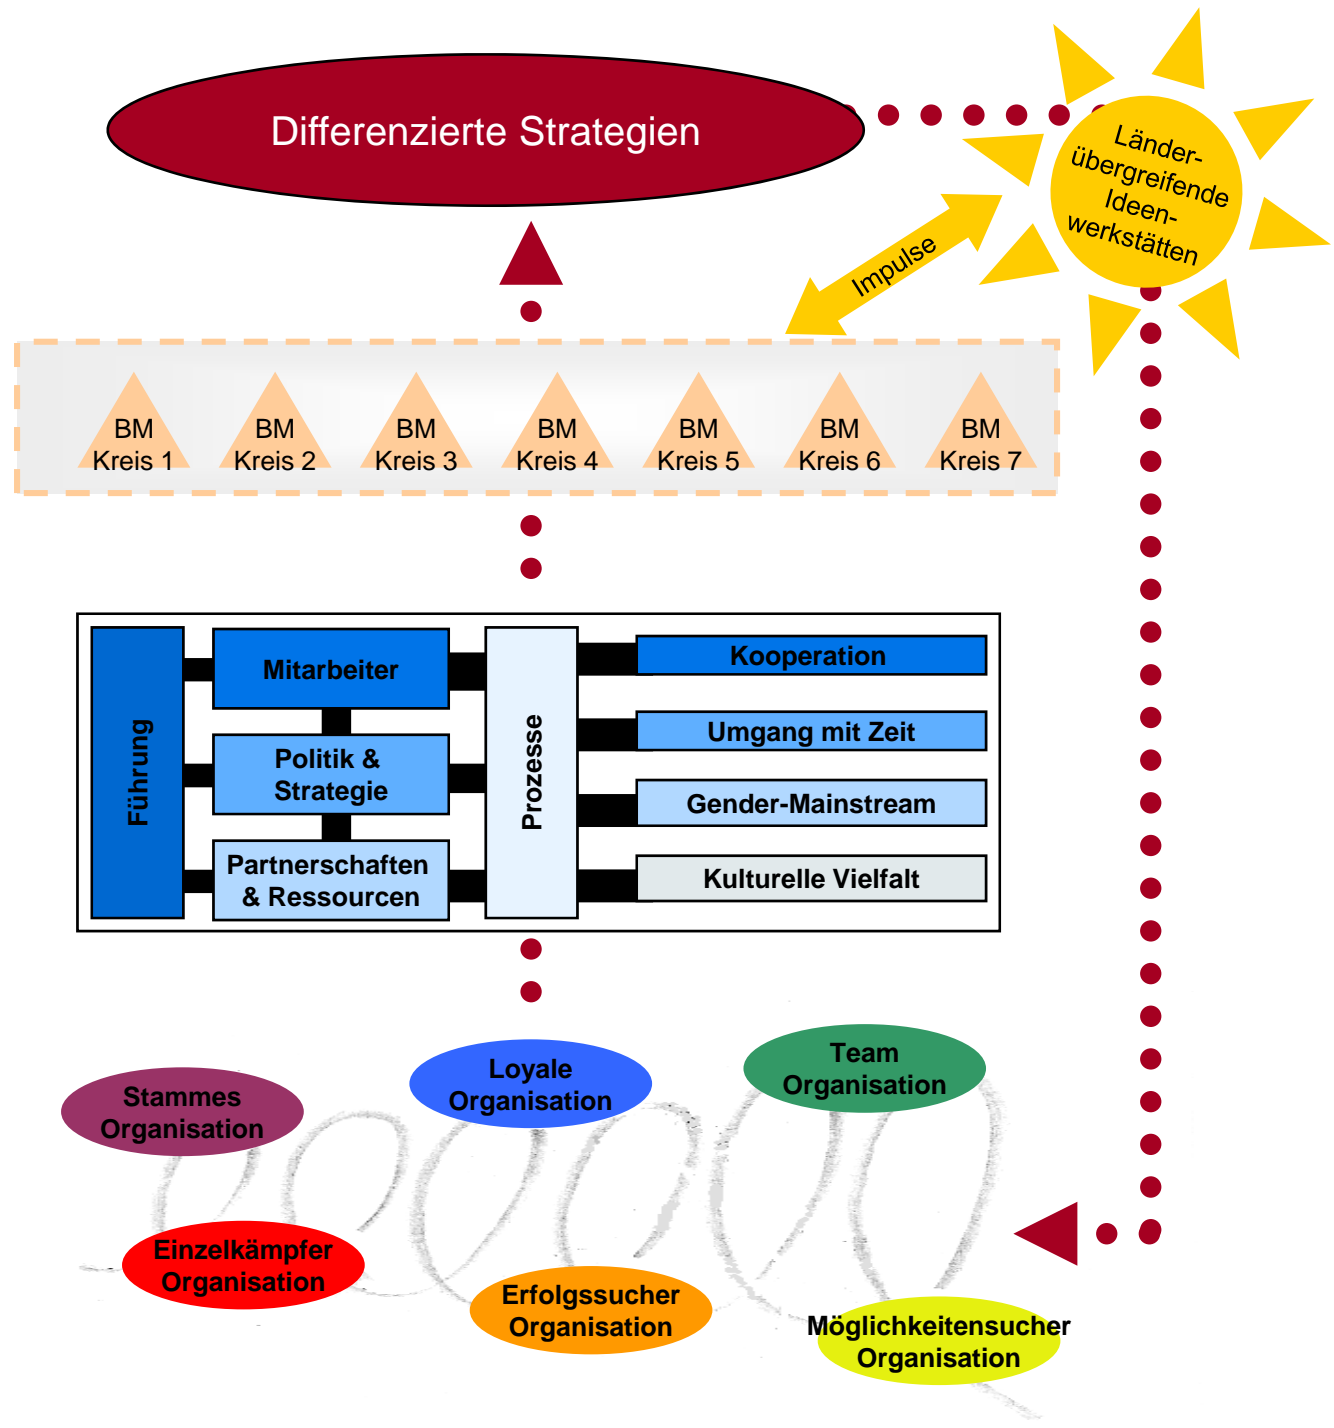 Differenzierte Strategien
Länder-
übergreifende
Ideen-
werkstätten
Impulse
BM
Kreis 1
BM
Kreis 2
BM
Kreis 3
BM
Kreis 4
BM
Kreis 5
BM
Kreis 6
BM
Kreis 7
Führung
Mitarbeiter
Politik &
Strategie
Partnerschaften
& Ressourcen
Prozesse
Kooperation
Umgang mit Zeit
Gender-Mainstream
Kulturelle Vielfalt
Stammes
Organisation
Loyale
Organisation
Team
Organisation
Einzelkämpfer
Organisation
Erfolgssucher
Organisation
Möglichkeitensucher
Organisation